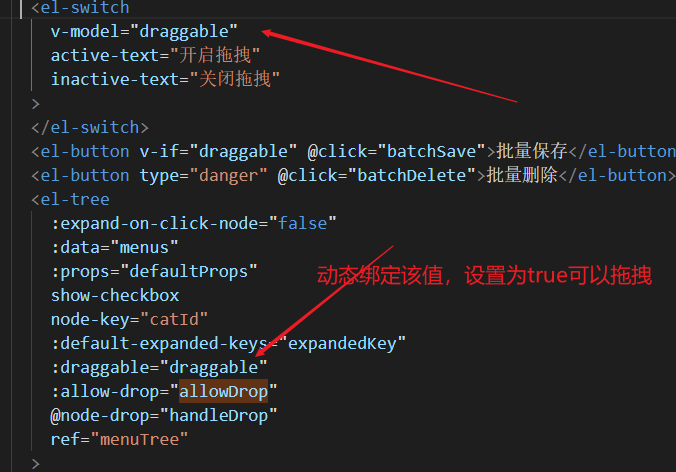 <el-switch
v-model="draggable"
active-text="开启拖拽"
inactive-text="关闭拖拽"
>
</el-switch>
<el-button v-if="draggable" @click="batchSave">批量保存</el-button
<el-button type="danger" @click="batchDelete">批量删除</el-button>
<el-tree
:expand-on-click-node="false"
:data="menus"
:props="defaultProps"
动态绑定该值，设置为true可以拖拽
show-checkbox
node-key="catId"
:default-expanded-keys="expandedKey"
:draggable="draggable"
:allow-drop="allowDrop"
@node-drop="handleDrop"
ref="menuTree"
>